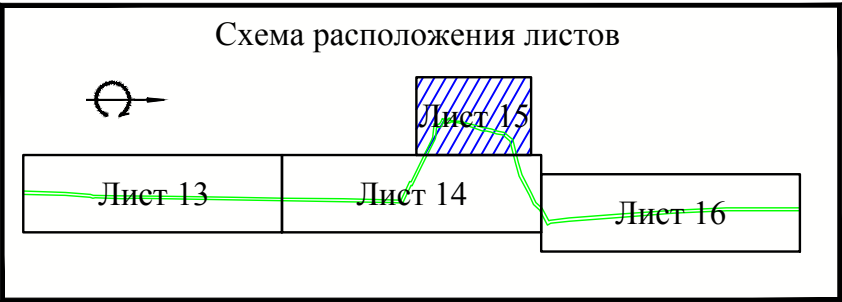 Схема расположения листов
Лист 15
Лист 13
Лист 14
Лист 16